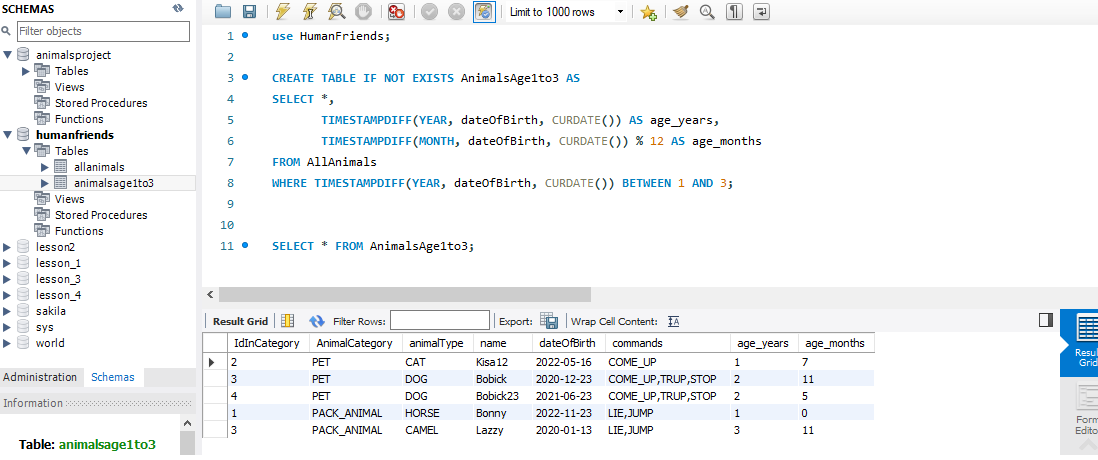 SCHEMAS
Filter objects
animalsproject
Tables
Views
Stored Procedures
Functions
humanfriends
Tables
allanimals
animalsage1to3
Views
Stored Procedures
Functions
lesson2
lesson_1
lesson_3
lesson_4
sakila
sys
world
Administration Schemas
Information
Table: animalsage1to3
Limit to 1000 rows
1 use HumanFriends;
2
3 CREATE TABLE IF NOT EXISTS AnimalsAge1to3 AS
4 SELECT *,
5 TIMESTAMPDIFF(YEAR, dateOfBirth, CURDATE()) AS age_years,
6 TIMESTAMPDIFF(MONTH, dateOfBirth, CURDATE()) % 12 AS age_months
7 FROM AllAnimals
8 WHERE TIMESTAMPDIFF(YEAR, dateOfBirth, CURDATE()) BETWEEN 1 AND 3;
9
10
11 SELECT * FROM AnimalsAge1to3;
Result Grid Filter Rows: Export: Wrap Cell Content: IA
IdInCategory AnimalCategory animalType name dateOfBirth commands age_years age_months
2 PET CAT Kisa12 2022-05-16 COME_UP 1 7
3 PET DOG Bobick 2020-12-23 COME_UP,TRUP,STOP 2 11
4 PET DOG Bobick23 2021-06-23 COME_UP,TRUP,STOP 2 5
1 PACK_ANIMAL HORSE Bonny 2022-11-23 LIE,JUMP 1 0
3 PACK_ANIMAL CAMEL Lazzy 2020-01-13 LIE,JUMP 3 11
Resu
Grid
Form
Editor